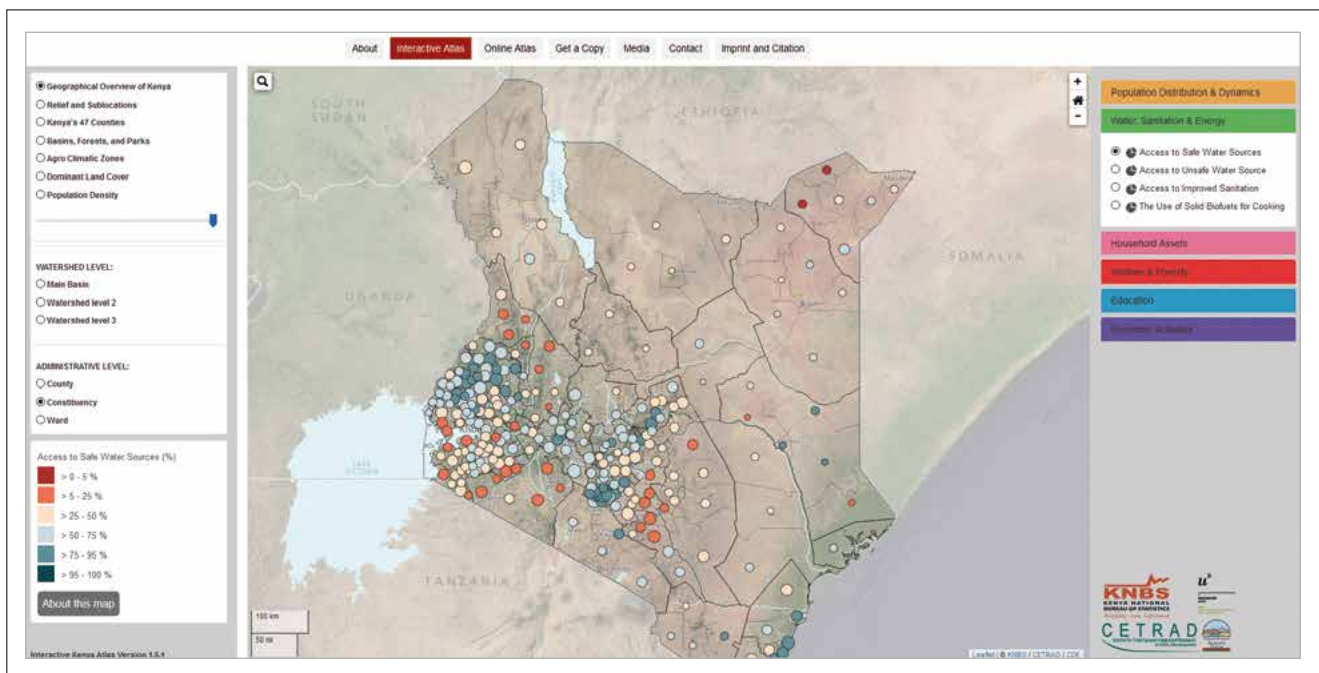 About Interactive Atlas Online Atlas Get a Copy Media Contact Imprint and Citation
Geographical Overview of Kenya
Relief and Sublocations
Kenya's 47 Counties
Basins, Forests, and Parks
Agro Climatic Zones
Dominant Land Cover
Population Density
WATERSHED LEVEL:
Main Basin
Watershed level 2
Watershed level 3
ADMINISTRATIVE LEVEL:
County
Constituency
Ward
Access to Safe Water Sources (%)
> 0 - 5 %
> 5 - 25 %
> 25 - 50 %
> 50 - 75 %
> 75 - 95 %
> 95 - 100 %
About this map
Interactive Kenya Atlas Version 1.5.1
SOUTH
SUDAN
ETHIOPIA
SOMALIA
UGANDA
LAKE
VICTORIA
TANZANIA
100 km
50 mi
+
−
Leaflet | © KNBS / CETRAD / CDE
Population Distribution & Dynamics
Water, Sanitation & Energy
Access to Safe Water Sources
Access to Unsafe Water Source
Access to Improved Sanitation
The Use of Solid Biofuels for Cooking
Household Assets
Education
KNBS
KENYA NATIONAL
BUREAU OF STATISTICS
u
b
CETRAD